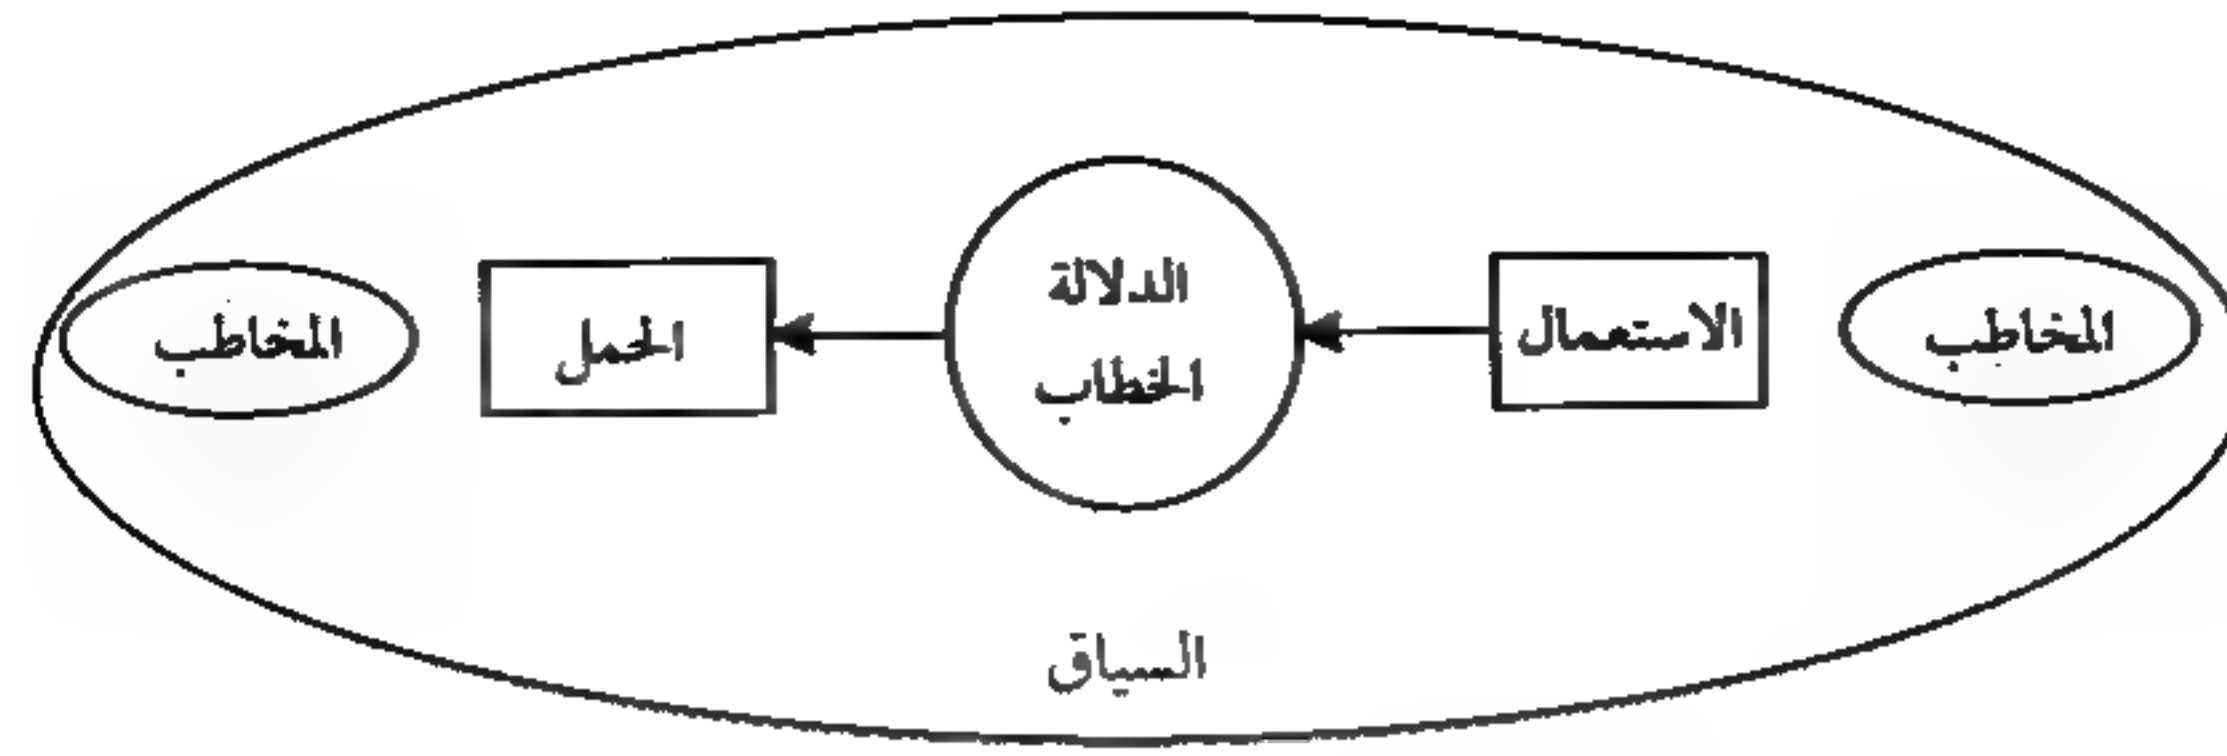 المخاطب
الاستعمال
الدلالة
الخطاب
الحمل
المخاطب
السياق